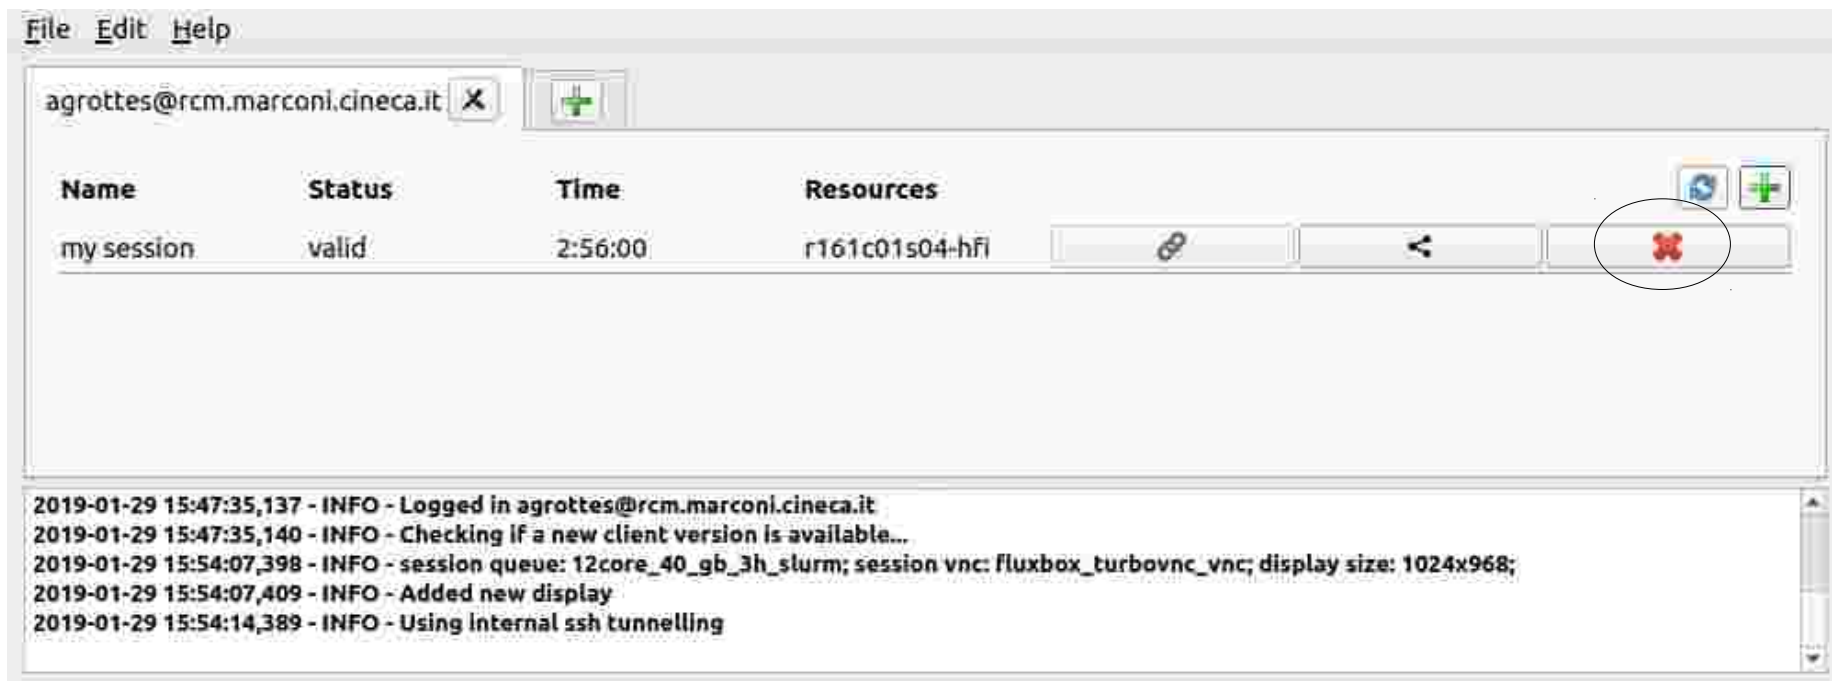 File Edit Help
agrottes@rcm.marconi.cineca.it
Name Status Time Resources
my session valid 2:56:00 r161c01s04-hfi
2019-01-29 15:47:35,137 - INFO - Logged in agrottes@rcm.marconi.cineca.it
2019-01-29 15:47:35,140 - INFO - Checking if a new client version is available...
2019-01-29 15:54:07,398 - INFO - session queue: 12core_40_gb_3h_slurm; session vnc: fluxbox_turbovnc_vnc; display size: 1024x968;
2019-01-29 15:54:07,409 - INFO - Added new display
2019-01-29 15:54:14,389 - INFO - Using internal ssh tunnelling